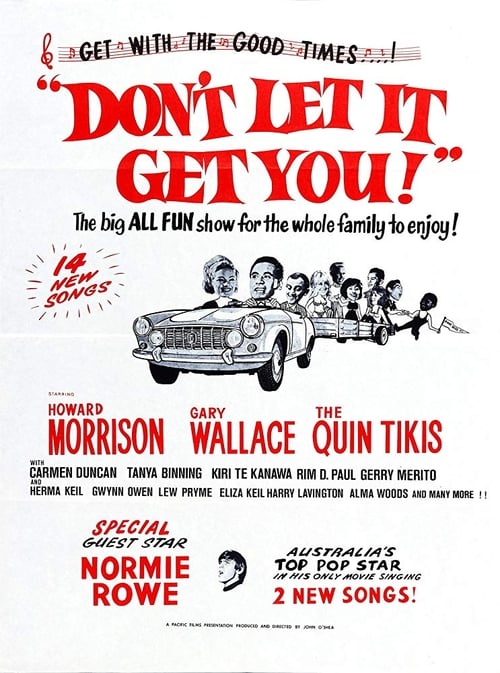 GET WITH THE GOOD TIMES....!
"DON'T LET IT
GET YOU!"
The big ALL FUN show for the whole family to enjoy!
14
NEW
SONGS
STARRING
HOWARD MORRISON
GARY WALLACE
THE QUIN TIKIS
WITH
CARMEN DUNCAN TANYA BINNING KIRI TE KANAWA RIM D. PAUL GERRY MERITO
AND
HERMA KEIL GWYNN OWEN LEW PRYME ELIZA KEIL HARRY LAVINGTON ALMA WOODS AND MANY MORE !!
SPECIAL
GUEST STAR
NORMIE
ROWE
AUSTRALIA'S
TOP POP STAR
IN HIS ONLY MOVIE SINGING
2 NEW SONGS!
A PACIFIC FILMS PRESENTATION PRODUCED AND DIRECTED BY JOHN O'SHEA